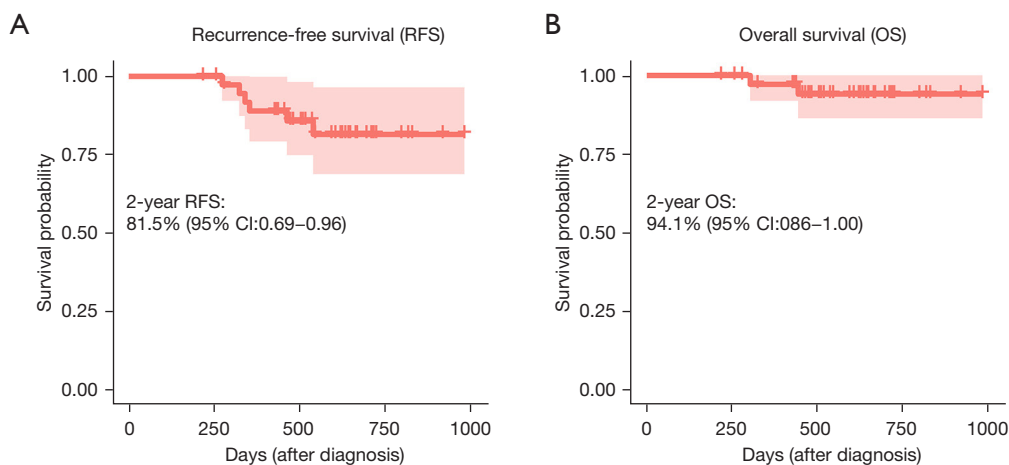 A
Recurrence-free survival (RFS)
Survival probability
1.00
0.75
0.50
0.25
0.00
2-year RFS:
81.5% (95% CI:0.69–0.96)
0 250 500 750 1000
Days (after diagnosis)
B
Overall survival (OS)
Survival probability
1.00
0.75
0.50
0.25
0.00
2-year OS:
94.1% (95% CI:086–1.00)
0 250 500 750 1000
Days (after diagnosis)